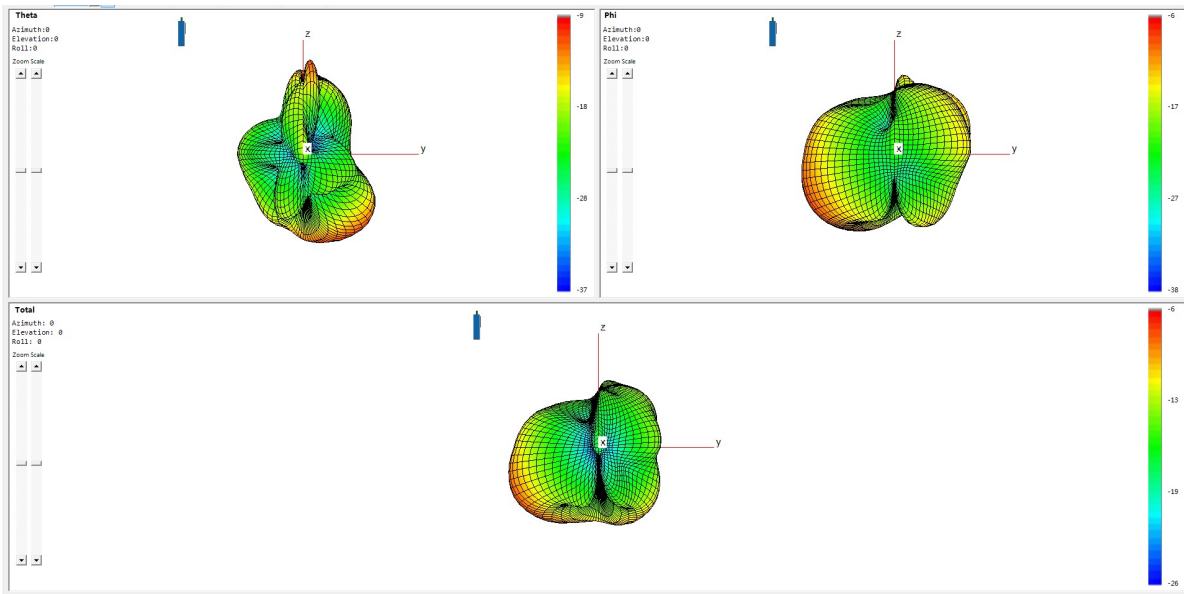 Theta
Azimuth:0
Elevation:0
Roll:0
Zoom Scale
z
x
y
-9
-18
-28
-37
Phi
Azimuth:0
Elevation:0
Roll:0
Zoom Scale
z
x
y
-6
-17
-27
-38
Total
Azimuth: 0
Elevation: 0
Roll: 0
Zoom Scale
z
x
y
-6
-13
-19
-26